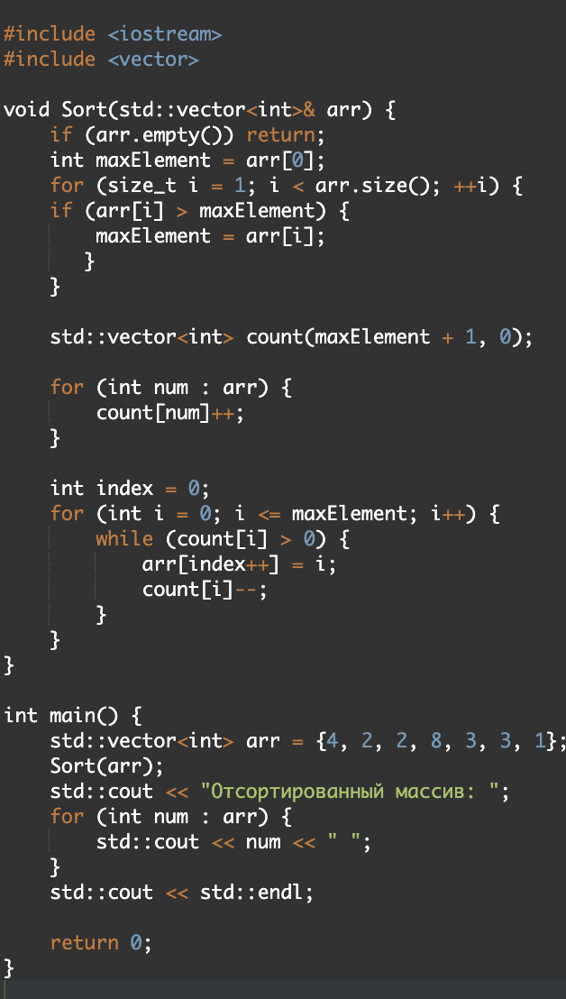 #include <iostream>
#include <vector>

void Sort(std::vector<int>& arr) {
    if (arr.empty()) return;
    int maxElement = arr[0];
    for (size_t i = 1; i < arr.size(); ++i) {
    if (arr[i] > maxElement) {
        maxElement = arr[i];
       }
    }

    std::vector<int> count(maxElement + 1, 0);

    for (int num : arr) {
        count[num]++;
    }

    int index = 0;
    for (int i = 0; i <= maxElement; i++) {
        while (count[i] > 0) {
            arr[index++] = i;
            count[i]--;
        }
    }
}

int main() {
    std::vector<int> arr = {4, 2, 2, 8, 3, 3, 1};
    Sort(arr);
    std::cout << "Отсортированный массив: ";
    for (int num : arr) {
        std::cout << num << " ";
    }
    std::cout << std::endl;

    return 0;
}